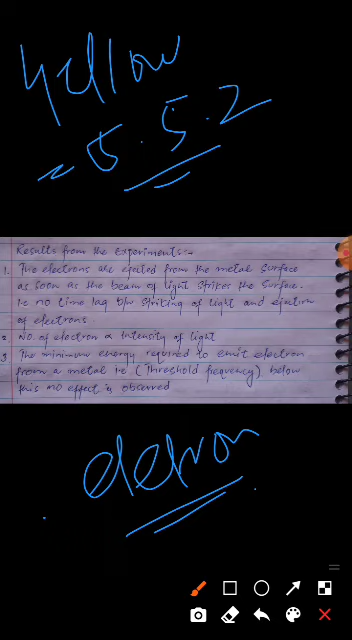 Yellow
= 5.5.2
Results from the Experiments:-
1. The electrons are ejected from the metal surface
as soon as the beam of light strikes the surface.
i.e no time lag b/w striting of light and ejection
of electrons.
2 No of electron α Intensity of light
3 The minimum energy required to emit electron
from a metal i.e (Threshold frequency) below
this no effect is observed